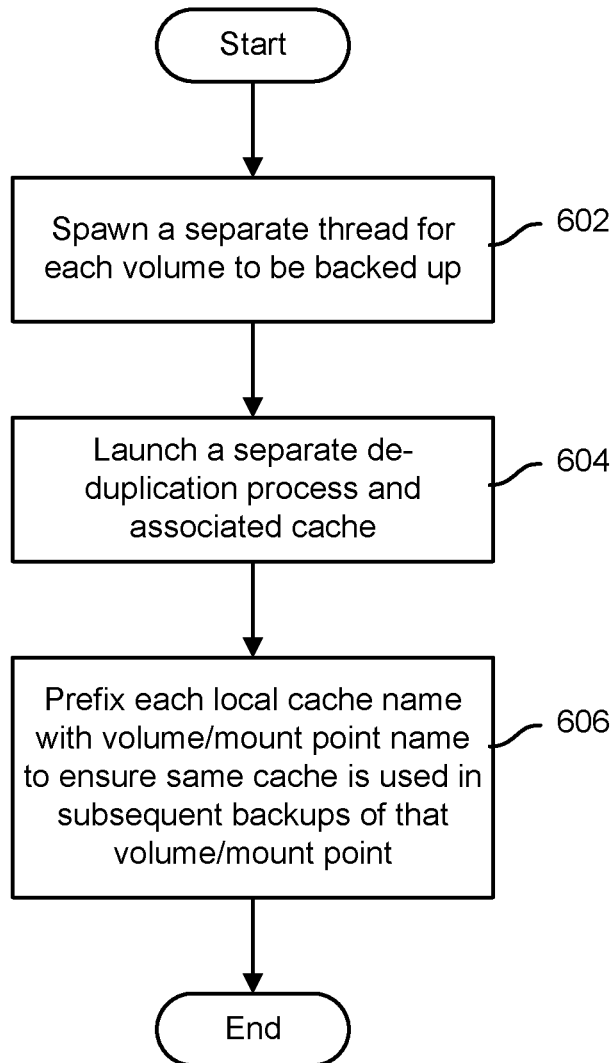 Start
Spawn a separate thread for
each volume to be backed up
602
Launch a separate de-
duplication process and
associated cache
604
Prefix each local cache name
with volume/mount point name
to ensure same cache is used in
subsequent backups of that
volume/mount point
606
End